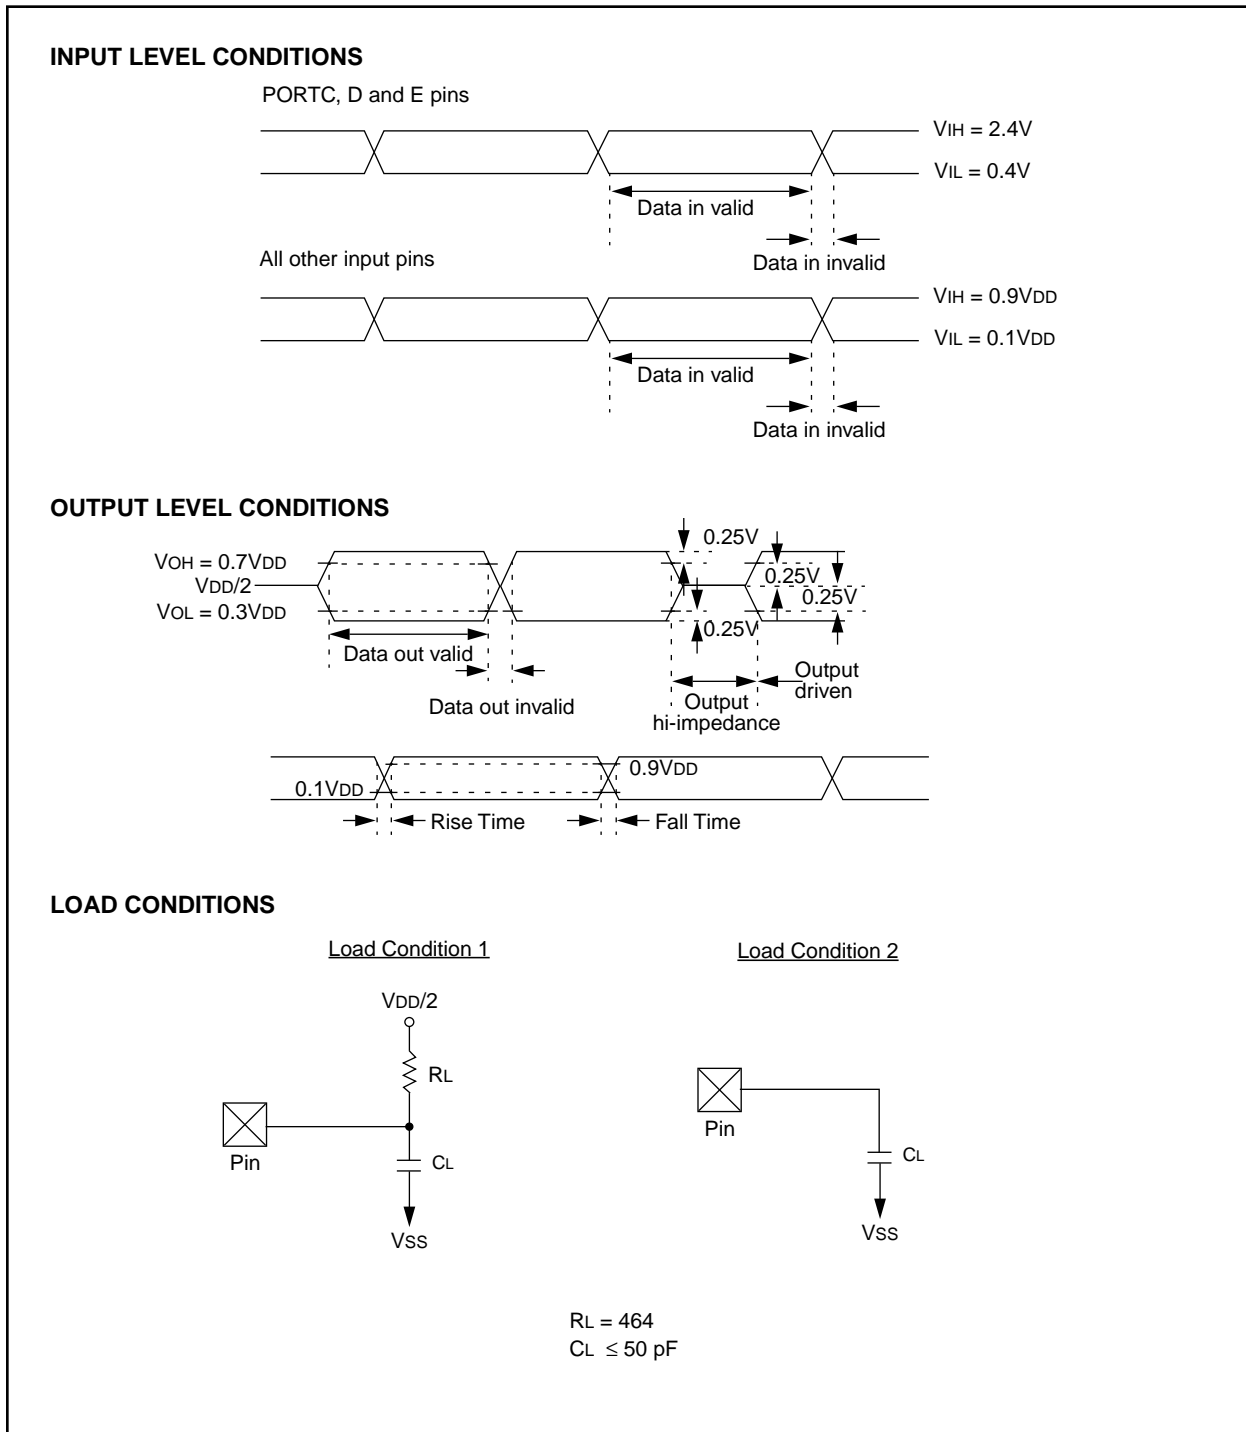 INPUT LEVEL CONDITIONS
PORTC, D and E pins
VIH = 2.4V
VIL = 0.4V
Data in valid
Data in invalid
All other input pins
VIH = 0.9VDD
VIL = 0.1VDD
Data in valid
Data in invalid
OUTPUT LEVEL CONDITIONS
0.25V
VOH = 0.7VDD
VDD/2
VOL = 0.3VDD
0.25V
0.25V
0.25V
Data out valid
Data out invalid
Output
hi-impedance
Output
driven
0.9VDD
0.1VDD
Rise Time
Fall Time
LOAD CONDITIONS
Load Condition 1
Load Condition 2
VDD/2
RL
Pin
CL
VSS
Pin
CL
VSS
RL = 464
CL ≤ 50 pF